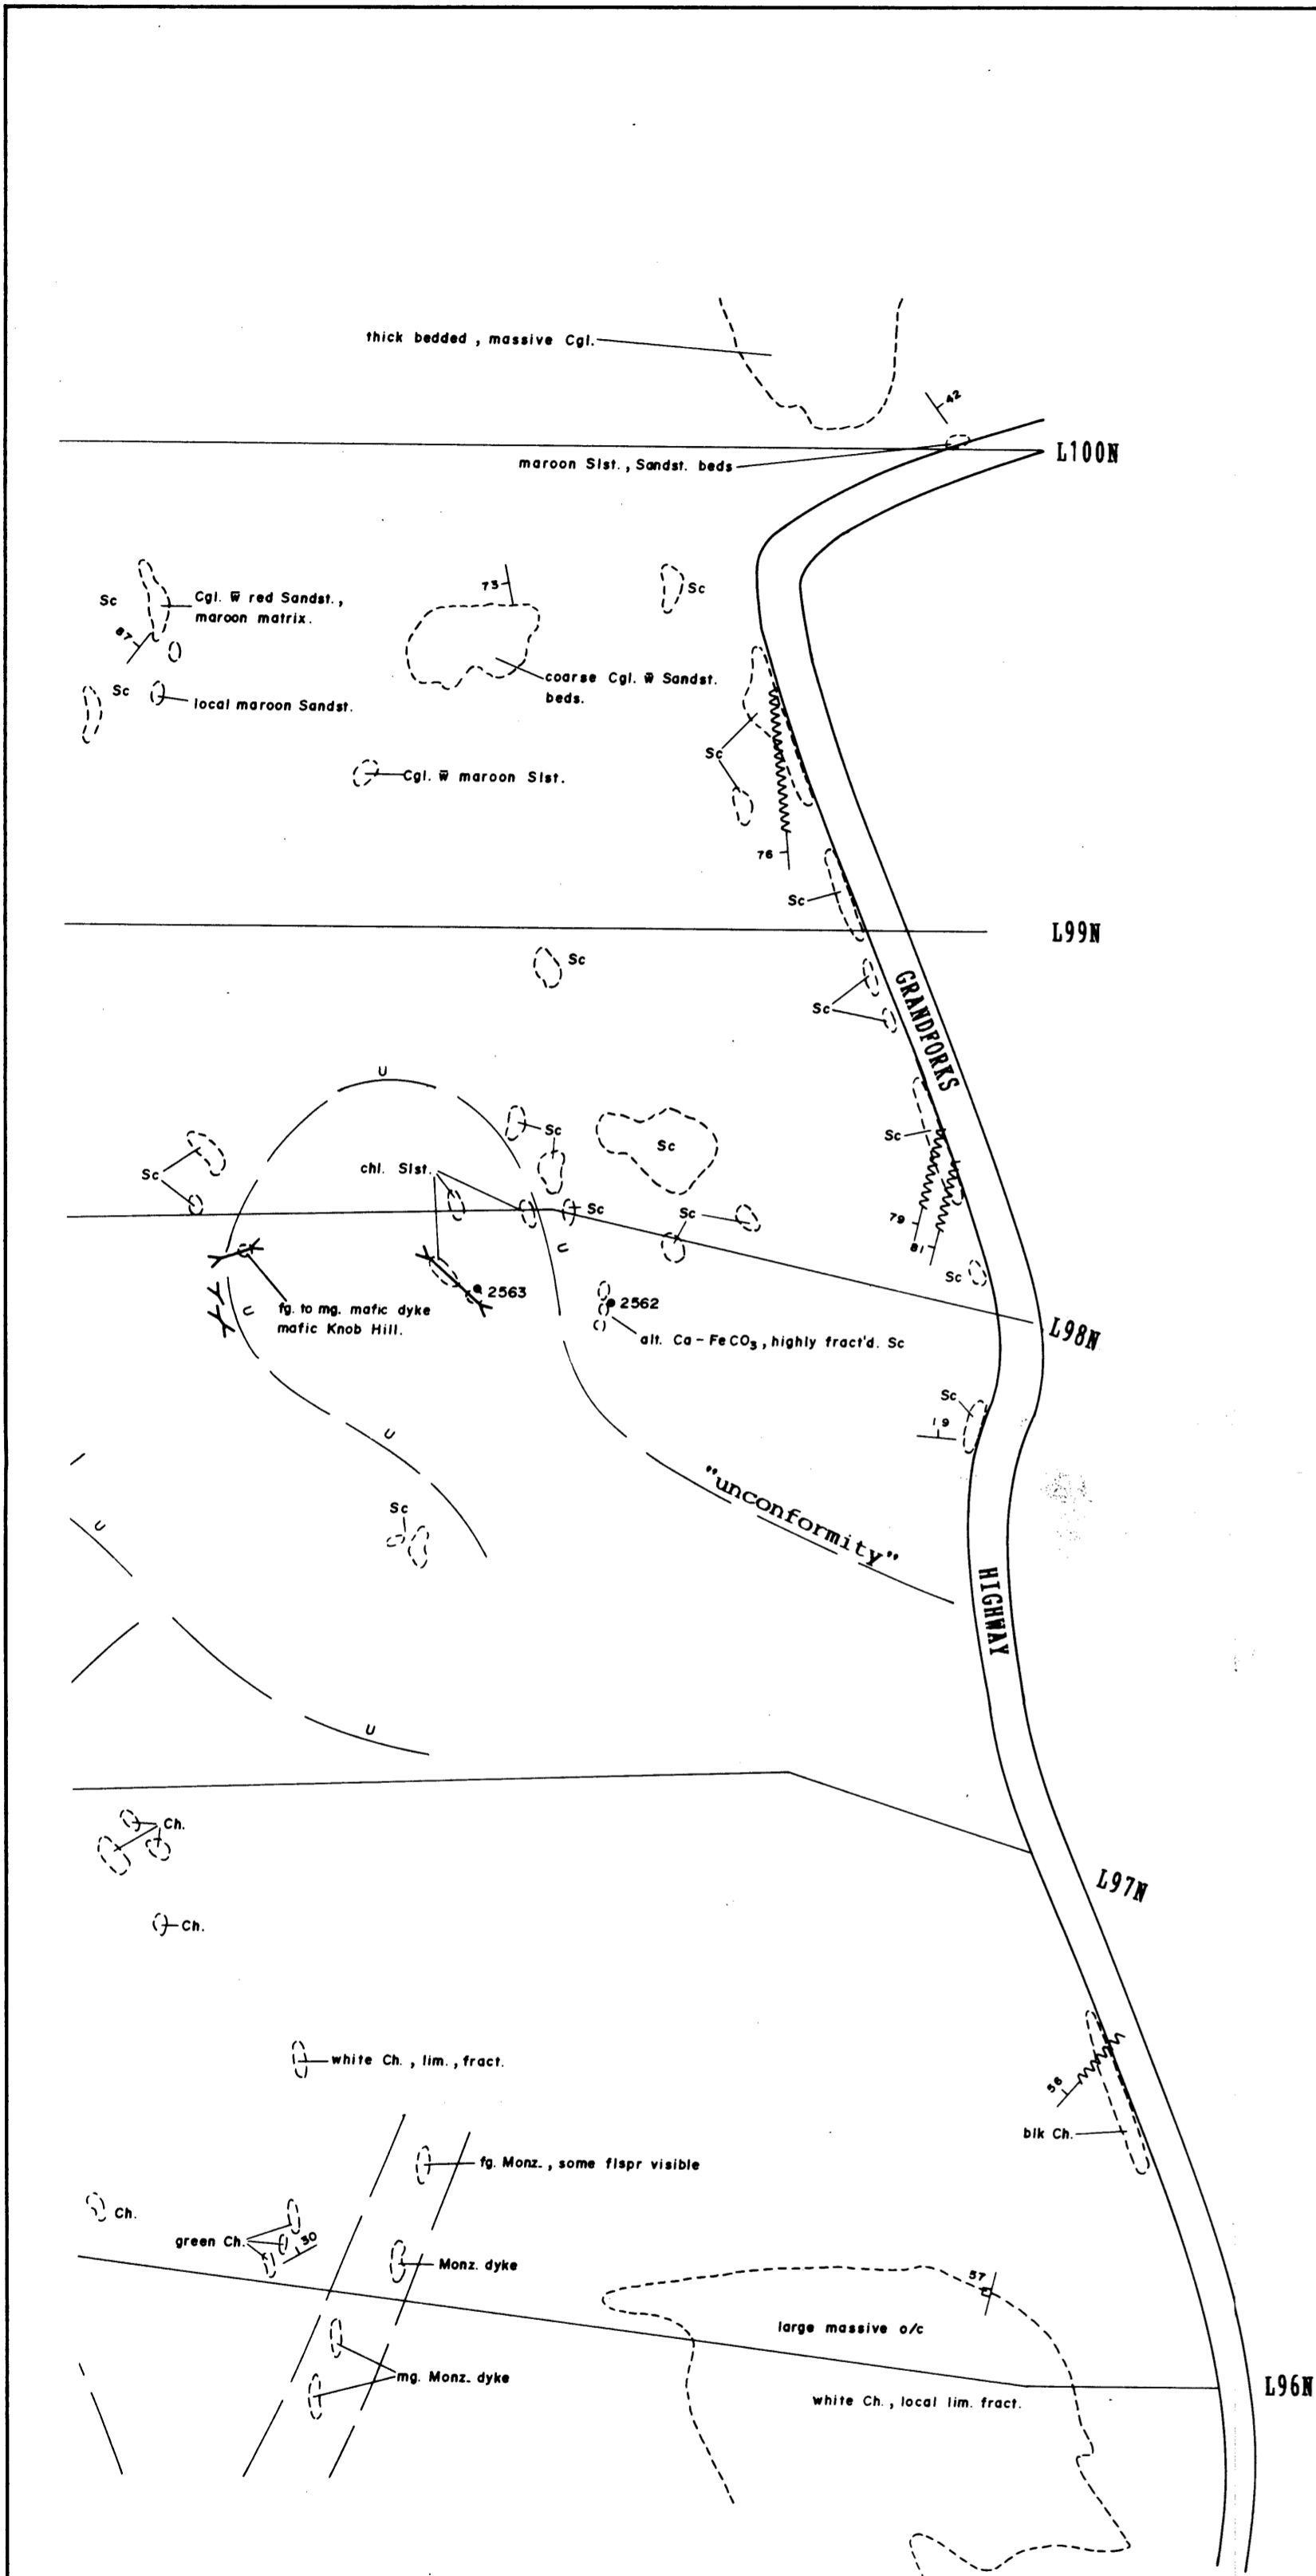 thick bedded , massive Cgl.
42
L100N
maroon Slst. , Sandst. beds
73
Sc
Sc
Cgl. w̅ red Sandst. ,
maroon matrix.
87
coarse Cgl. w̅ Sandst.
beds.
Sc
local maroon Sandst.
Sc
Cgl. w̅ maroon Slst.
76
Sc
L99N
Sc
Sc
GRANDFORKS
U
Sc
Sc
Sc
Sc
chl. Slst.
Sc
Sc
79
81
U
Sc
2563
2562
U
fg. to mg. mafic dyke
mafic Knob Hill.
alt. Ca - FeCO₃ , highly fract'd. Sc
L98N
Sc
19
U
"unconformity"
Sc
U
HIGHWAY
U
Ch.
L97N
Ch.
white Ch. , lim. , fract.
58
blk Ch.
fg. Monz. , some flspr visible
Ch.
green Ch.
30
Monz. dyke
57
large massive o/c
mg. Monz. dyke
L96N
white Ch. , local lim. fract.